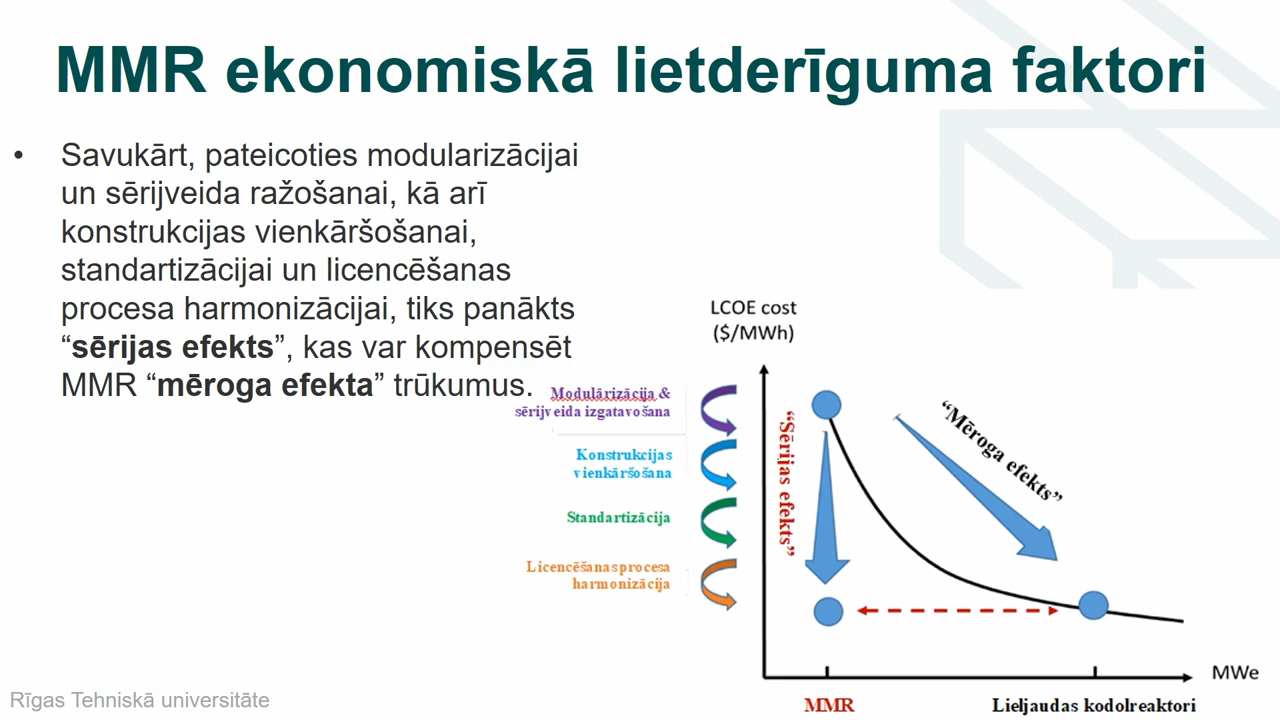 MMR ekonomiskā lietderīguma faktori
• Savukārt, pateicoties modularizācijai
un sērijveida ražošanai, kā arī
konstrukcijas vienkāršošanai,
standartizācijai un licencēšanas
procesa harmonizācijai, tiks panākts
“sērijas efekts”, kas var kompensēt
MMR “mēroga efekta” trūkumus.
LCOE cost
($/MWh)
Modulārizācija &
sērijveida izgatavošana
Konstrukcijas
vienkāršošana
Standartizācija
Licencēšanas procesa
harmonizācija
“Sērijas efekts”
“Mēroga efekts”
MWe
MMR
Lieljaudas kodolreaktori
Rīgas Tehniskā universitāte